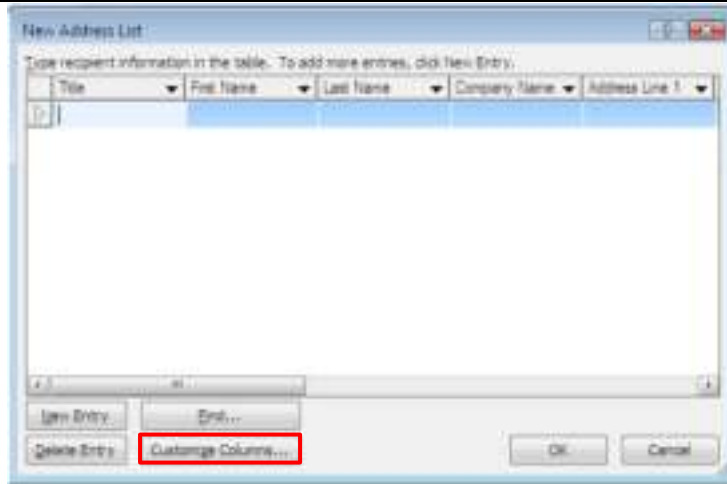 New Address List
Type recipient information in the table. To add more entries, click New Entry.
Title First Name Last Name Company Name Address Line 1
New Entry Find...
Delete Entry Customize Columns... OK Cancel